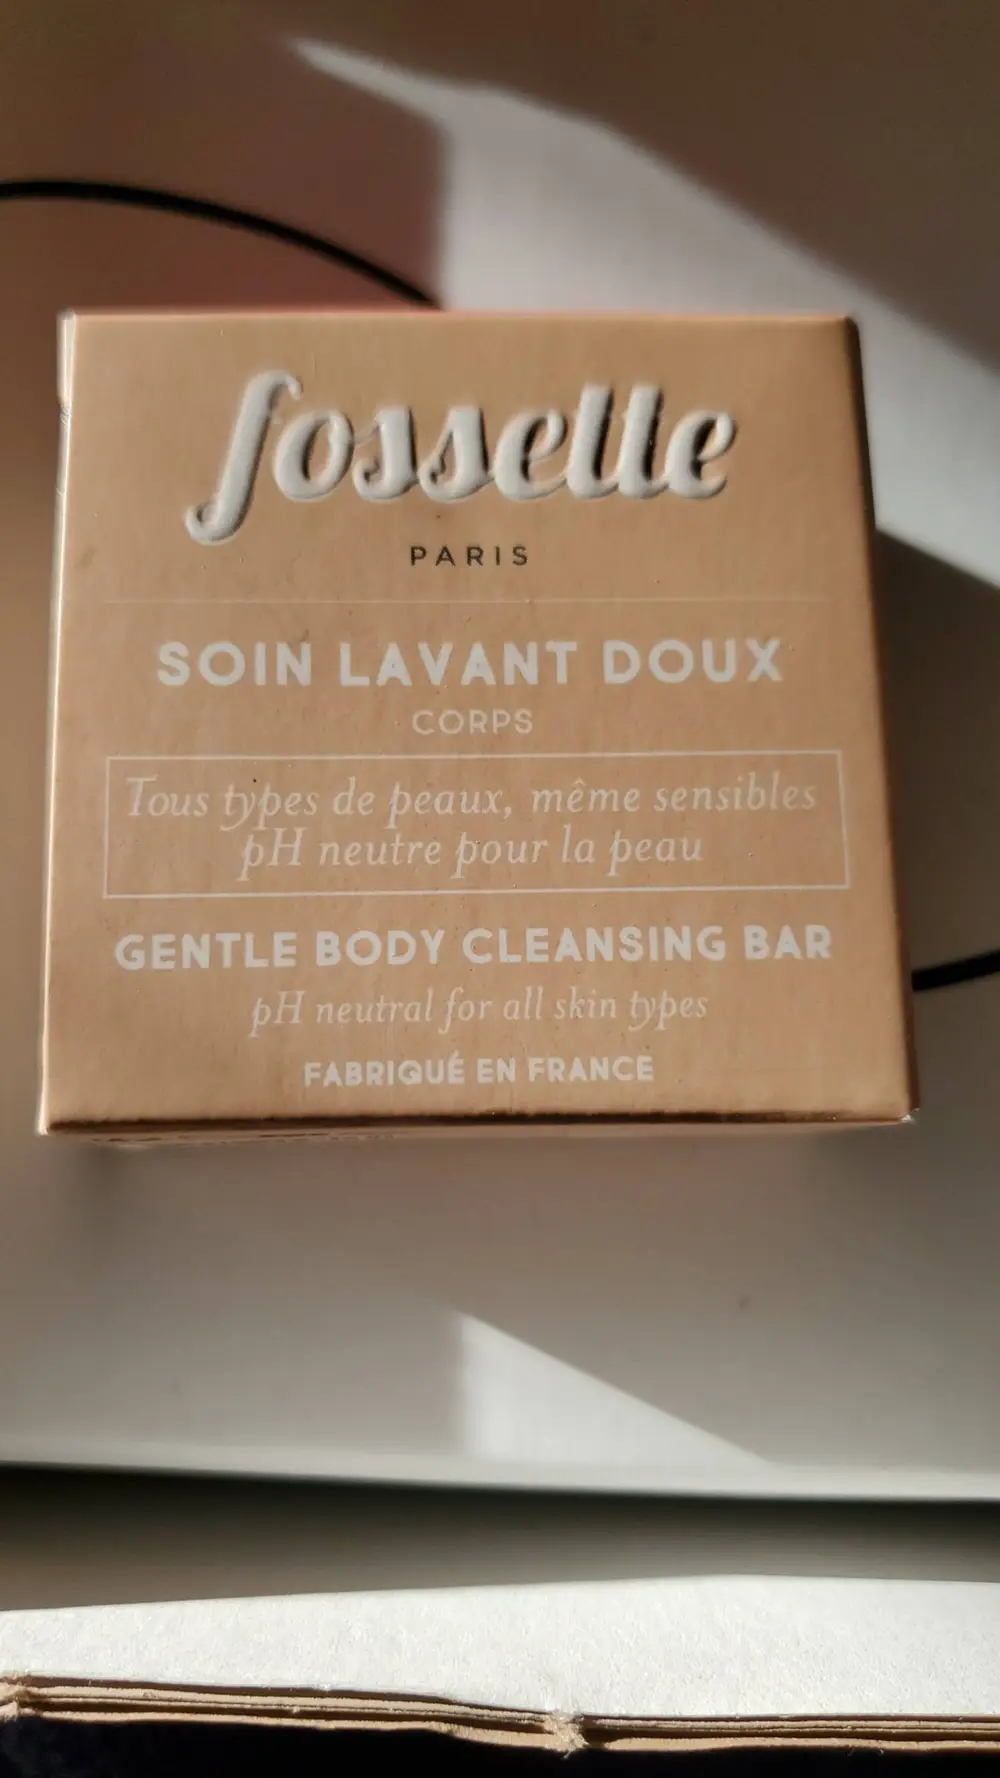 fossette
PARIS
SOIN LAVANT DOUX
CORPS
Tous types de peaux, même sensibles
pH neutre pour la peau
GENTLE BODY CLEANSING BAR
pH neutral for all skin types
FABRIQUÉ EN FRANCE